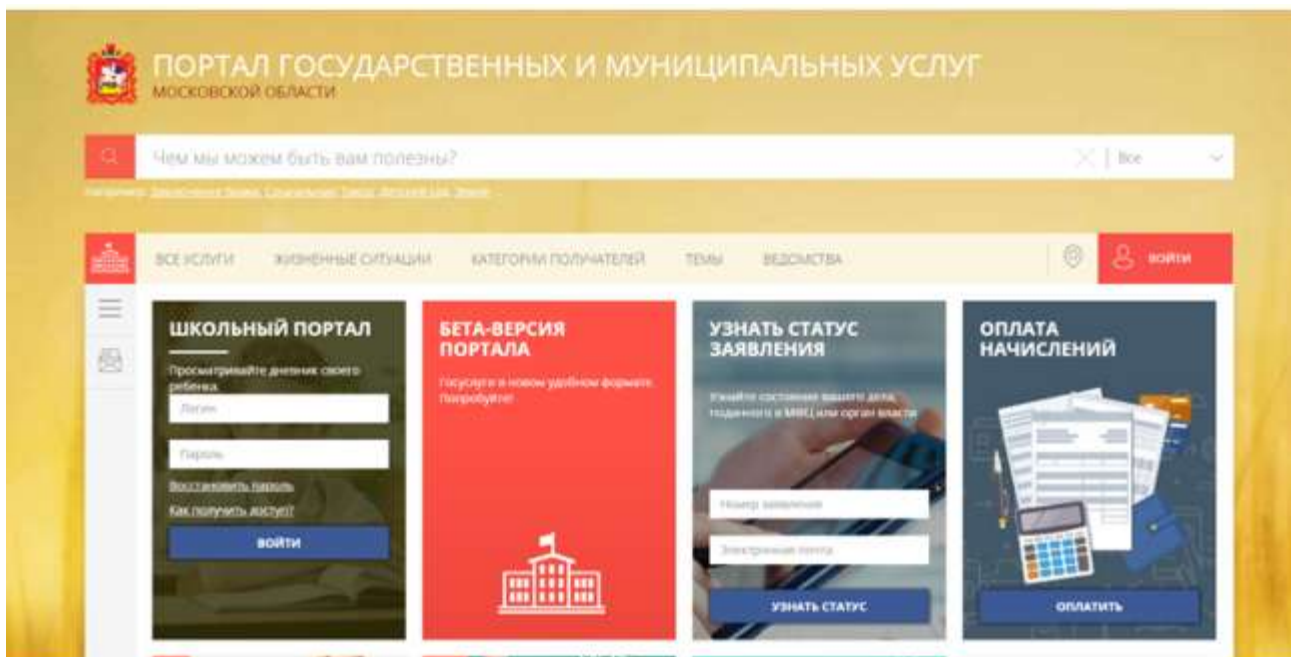 ПОРТАЛ ГОСУДАРСТВЕННЫХ И МУНИЦИПАЛЬНЫХ УСЛУГ
МОСКОВСКОЙ ОБЛАСТИ
Чем мы можем быть вам полезны?
Все
ВСЕ УСЛУГИ ЖИЗНЕННЫЕ СИТУАЦИИ КАТЕГОРИИ ПОЛУЧАТЕЛЕЙ ТЕМЫ ВЕДОМСТВА
ВОЙТИ
ШКОЛЬНЫЙ ПОРТАЛ
Просматривайте дневник своего
ребенка.
Логин
Пароль
Восстановить пароль
Как получить доступ?
ВОЙТИ
БЕТА-ВЕРСИЯ
ПОРТАЛА
Госуслуги в новом удобном формате.
Попробуйте!
УЗНАТЬ СТАТУС
ЗАЯВЛЕНИЯ
Узнайте состояние вашего дела,
поданного в МФЦ или орган власти
Номер заявления
Электронная почта
УЗНАТЬ СТАТУС
ОПЛАТА
НАЧИСЛЕНИЙ
ОПЛАТИТЬ